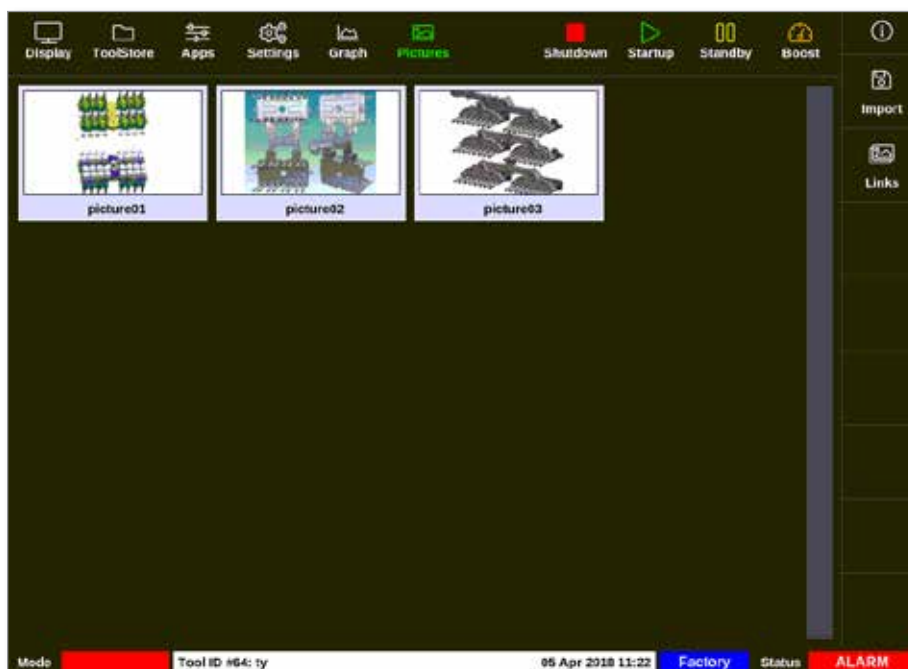 Display ToolStore Apps Settings Graph Pictures Shutdown Startup Standby Boost
Import
Links
picture01 picture02 picture03
Mode Tool ID #64: ty 05 Apr 2018 11:22 Factory Status ALARM